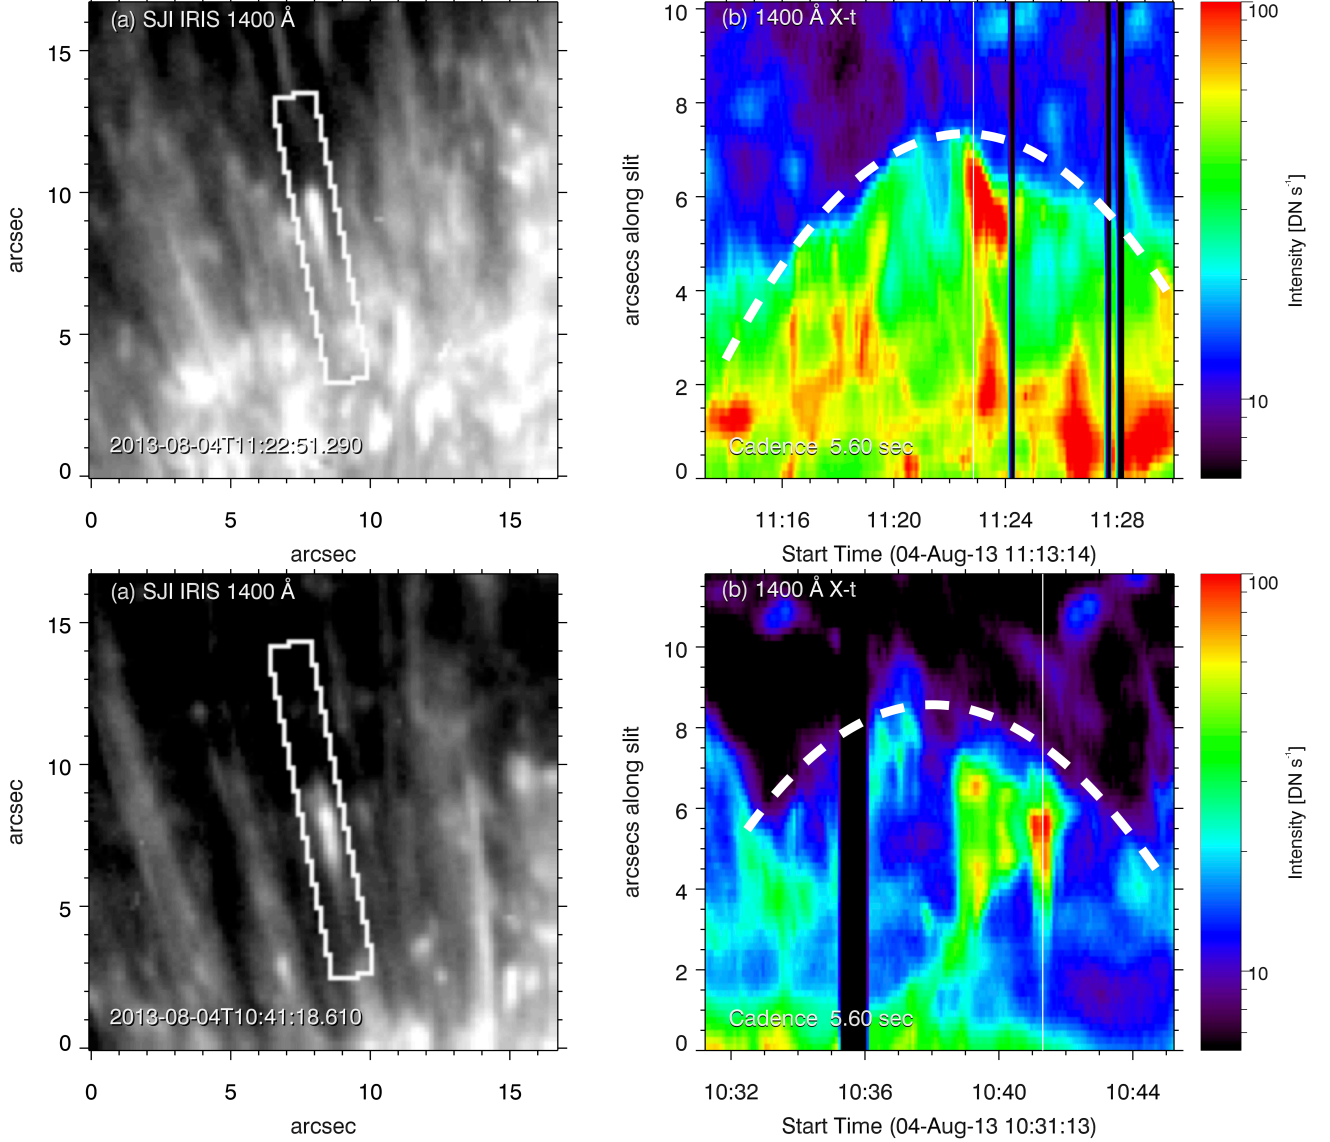 (a) SJI IRIS 1400 Å
15
10
5
0
arcsec
2013-08-04T11:22:51.290
0 5 10 15
arcsec
(b) 1400 Å X-t
10
8
6
4
2
0
arcsecs along slit
Cadence 5.60 sec
11:16 11:20 11:24 11:28
Start Time (04-Aug-13 11:13:14)
100
10
Intensity [DN s⁻¹]
(a) SJI IRIS 1400 Å
15
10
5
0
arcsec
2013-08-04T10:41:18.610
0 5 10 15
arcsec
(b) 1400 Å X-t
10
8
6
4
2
0
arcsecs along slit
Cadence 5.60 sec
10:32 10:36 10:40 10:44
Start Time (04-Aug-13 10:31:13)
100
10
Intensity [DN s⁻¹]